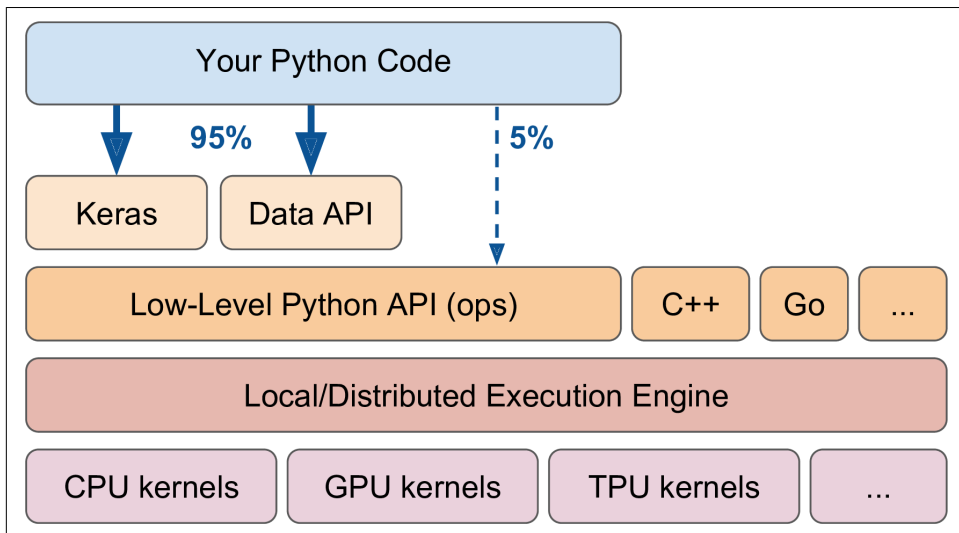 Your Python Code
95%
5%
Keras
Data API
Low-Level Python API (ops)
C++
Go
...
Local/Distributed Execution Engine
CPU kernels
GPU kernels
TPU kernels
...